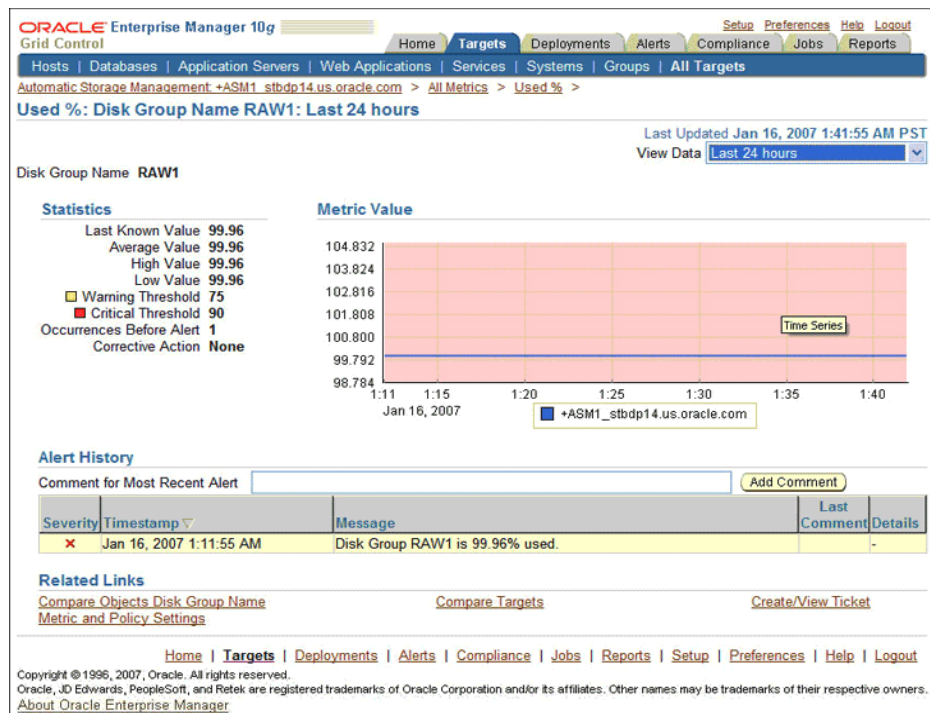 ORACLE Enterprise Manager 10g
Grid Control
Setup Preferences Help Logout
Home Targets Deployments Alerts Compliance Jobs Reports
Hosts | Databases | Application Servers | Web Applications | Services | Systems | Groups | All Targets
Automatic Storage Management: +ASM1_stbdp14.us.oracle.com > All Metrics > Used % >
Used %: Disk Group Name RAW1: Last 24 hours
Last Updated Jan 16, 2007 1:41:55 AM PST
View Data Last 24 hours
Disk Group Name RAW1
Statistics
Last Known Value 99.96
Average Value 99.96
High Value 99.96
Low Value 99.96
Warning Threshold 75
Critical Threshold 90
Occurrences Before Alert 1
Corrective Action None
Metric Value
104.832
103.824
102.816
101.808
100.800
99.792
98.784
Time Series
1:11 1:15 1:20 1:25 1:30 1:35 1:40
Jan 16, 2007
+ASM1_stbdp14.us.oracle.com
Alert History
Comment for Most Recent Alert Add Comment
Severity Timestamp Message Last Comment Details
Jan 16, 2007 1:11:55 AM Disk Group RAW1 is 99.96% used. -
Related Links
Compare Objects Disk Group Name Compare Targets Create/View Ticket
Metric and Policy Settings
Home | Targets | Deployments | Alerts | Compliance | Jobs | Reports | Setup | Preferences | Help | Logout
Copyright © 1996, 2007, Oracle. All rights reserved.
Oracle, JD Edwards, PeopleSoft, and Retek are registered trademarks of Oracle Corporation and/or its affiliates. Other names may be trademarks of their respective owners.
About Oracle Enterprise Manager